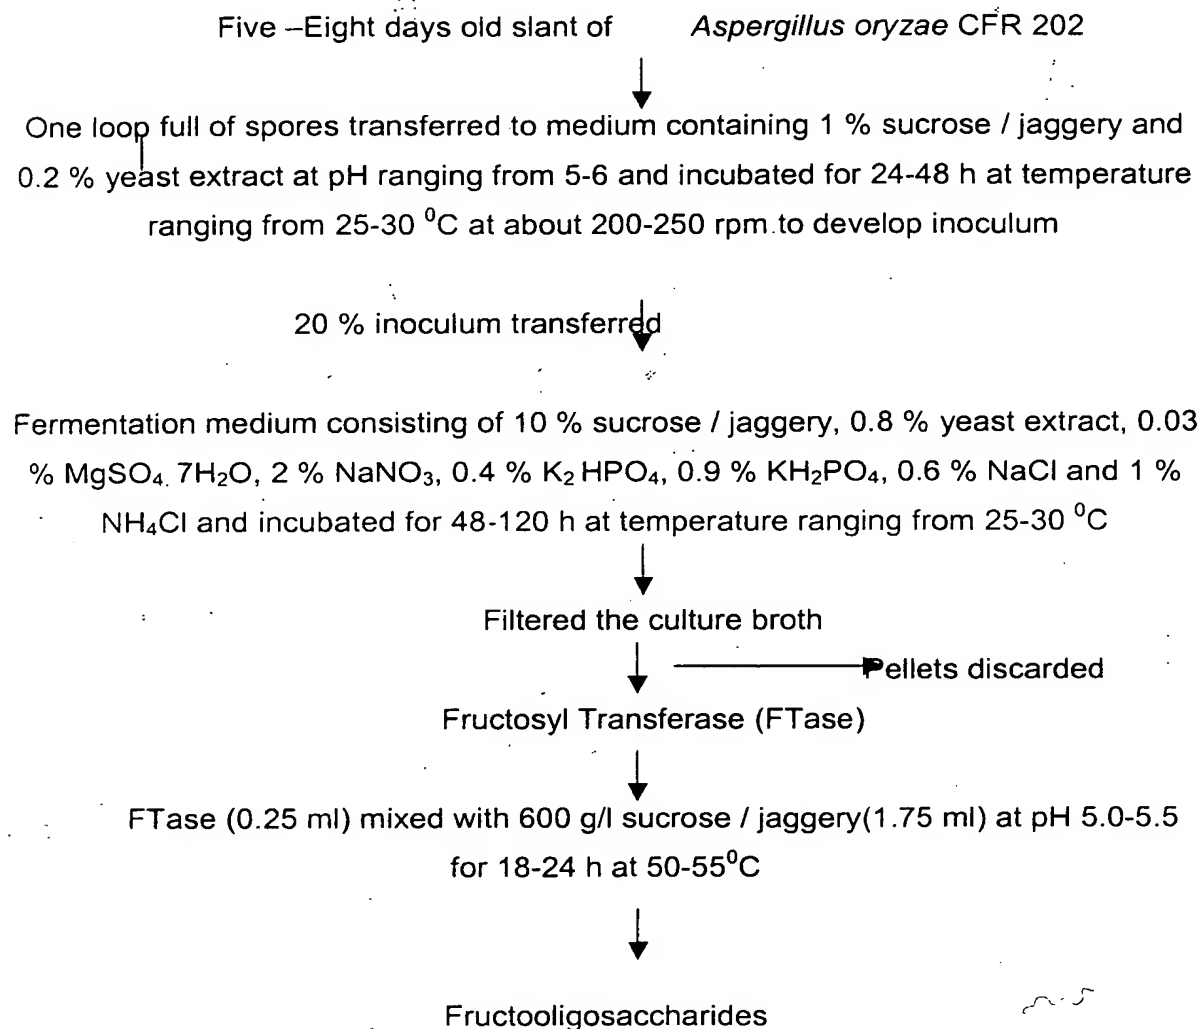 Five –Eight days old slant of Aspergillus oryzae CFR 202
One loop full of spores transferred to medium containing 1 % sucrose / jaggery and
0.2 % yeast extract at pH ranging from 5-6 and incubated for 24-48 h at temperature
ranging from 25-30 ⁰C at about 200-250 rpm to develop inoculum
20 % inoculum transferred
Fermentation medium consisting of 10 % sucrose / jaggery, 0.8 % yeast extract, 0.03
% MgSO₄. 7H₂O, 2 % NaNO₃, 0.4 % K₂ HPO₄, 0.9 % KH₂PO₄, 0.6 % NaCl and 1 %
NH₄Cl and incubated for 48-120 h at temperature ranging from 25-30 ⁰C
Filtered the culture broth
Pellets discarded
Fructosyl Transferase (FTase)
FTase (0.25 ml) mixed with 600 g/l sucrose / jaggery(1.75 ml) at pH 5.0-5.5
for 18-24 h at 50-55⁰C
Fructooligosaccharides